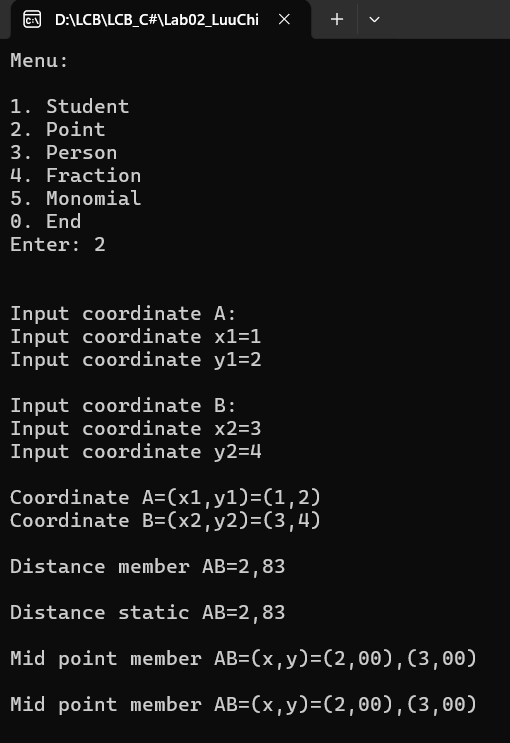 D:\LCB\LCB_C#\Lab02_LuuChi
Menu:
1. Student
2. Point
3. Person
4. Fraction
5. Monomial
0. End
Enter: 2
Input coordinate A:
Input coordinate x1=1
Input coordinate y1=2
Input coordinate B:
Input coordinate x2=3
Input coordinate y2=4
Coordinate A=(x1,y1)=(1,2)
Coordinate B=(x2,y2)=(3,4)
Distance member AB=2,83
Distance static AB=2,83
Mid point member AB=(x,y)=(2,00),(3,00)
Mid point member AB=(x,y)=(2,00),(3,00)